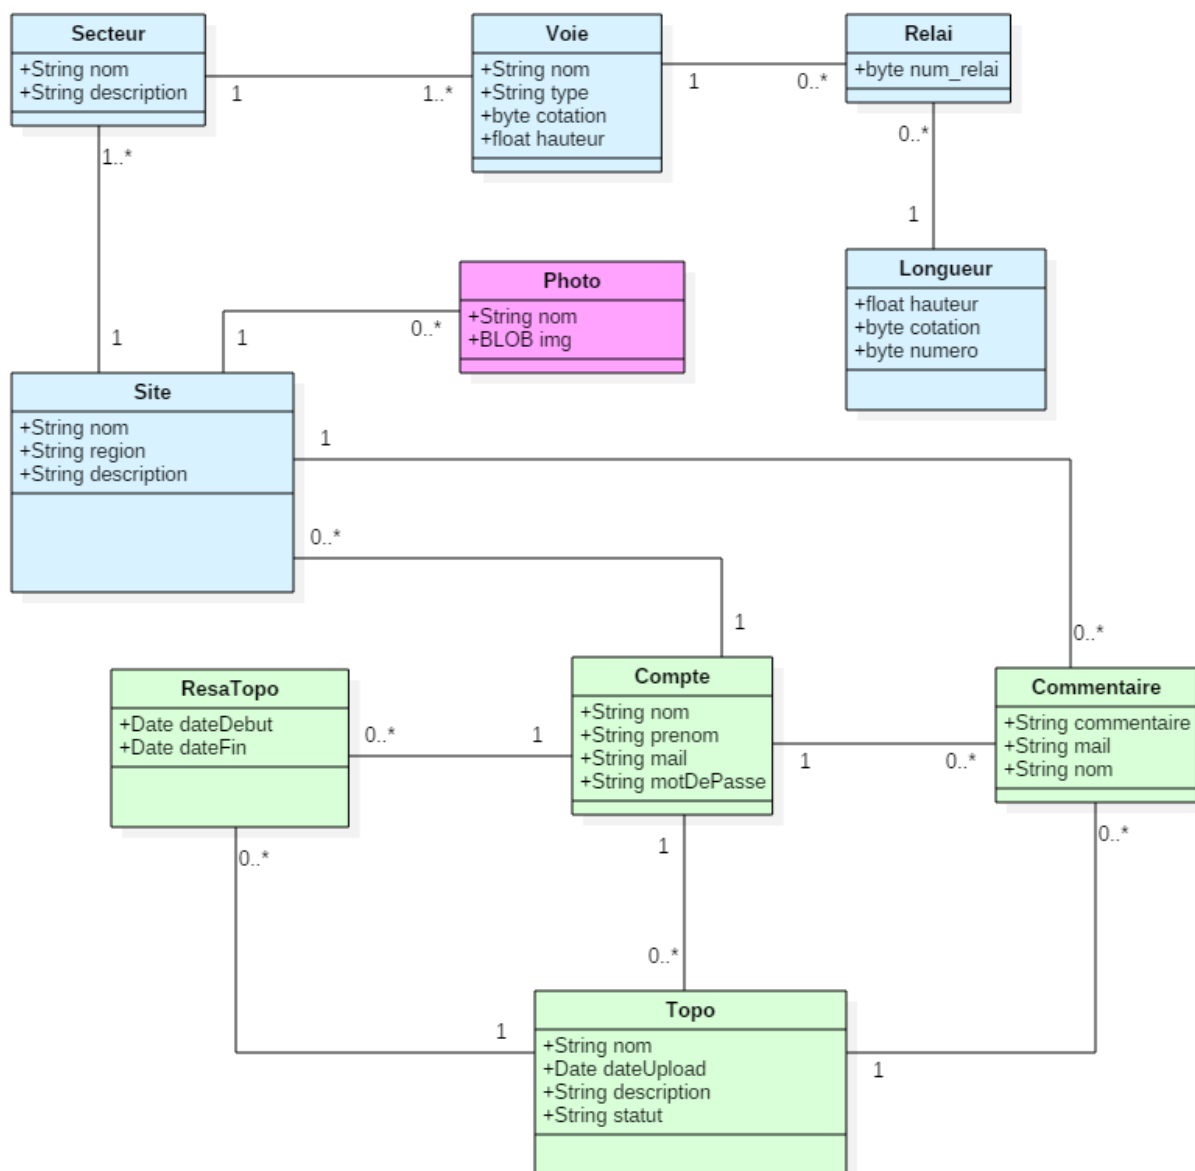 Secteur
+String nom
+String description
Voie
+String nom
+String type
+byte cotation
+float hauteur
Relai
+byte num_relai
1
1..*
1
0..*
1..*
0..*
1
Longueur
+float hauteur
+byte cotation
+byte numero
Photo
+String nom
+BLOB img
1
1
0..*
Site
+String nom
+String region
+String description
1
0..*
1
0..*
ResaTopo
+Date dateDebut
+Date dateFin
Compte
+String nom
+String prenom
+String mail
+String motDePasse
Commentaire
+String commentaire
+String mail
+String nom
0..*
1
1
0..*
0..*
1
0..*
0..*
1
1
Topo
+String nom
+Date dateUpload
+String description
+String statut